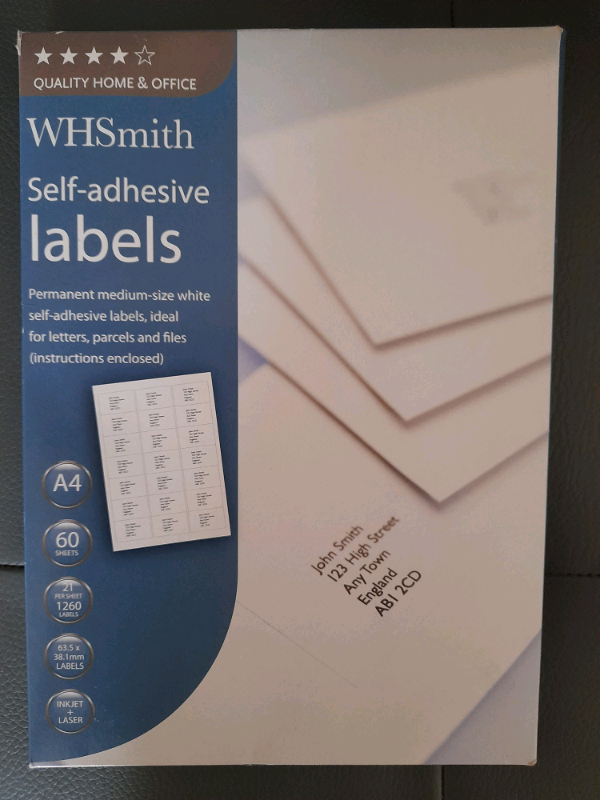 QUALITY HOME & OFFICE
WHSmith
Self-adhesive
labels
Permanent medium-size white
self-adhesive labels, ideal
for letters, parcels and files
(instructions enclosed)
A4
60
SHEETS
21
PER SHEET
1260
LABELS
63.5 x
38.1mm
LABELS
INKJET
+
LASER
John Smith
123 High Street
Any Town
England
AB1 2CD